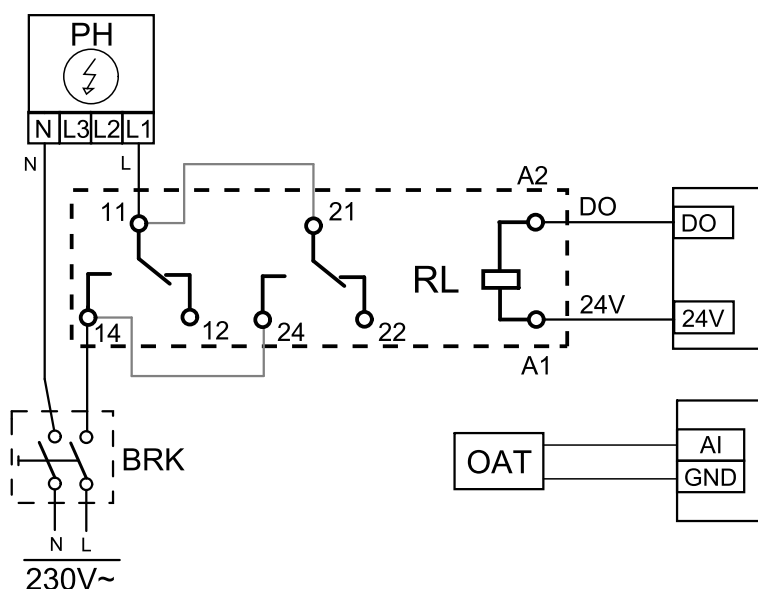 PH
N L3 L2 L1
N L
A2
11 21 DO DO
RL
24V 24V
14 12 24 22
A1
BRK OAT AI
GND
N L
230V~